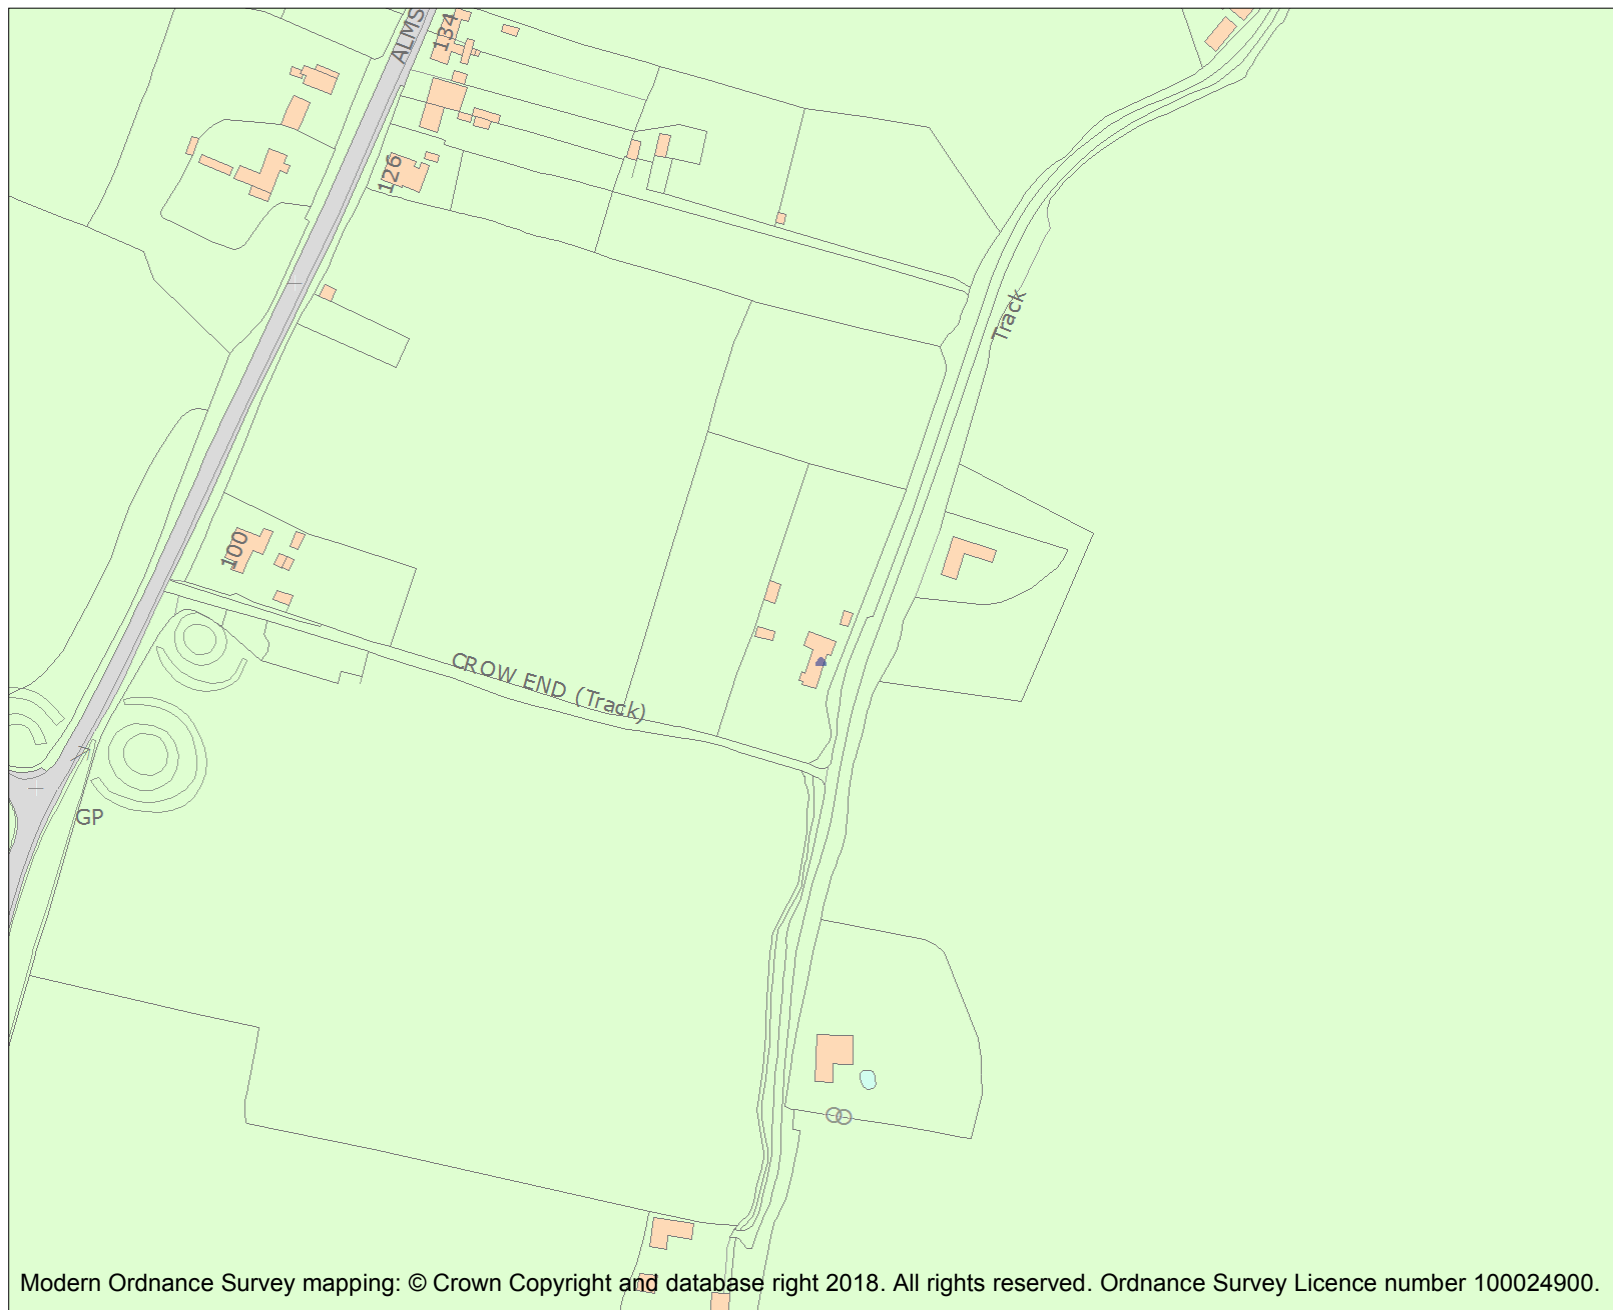 ALMS
134
126
Track
100
CROW END (Track)
GP
Modern Ordnance Survey mapping: © Crown Copyright and database right 2018. All rights reserved. Ordnance Survey Licence number 100024900.